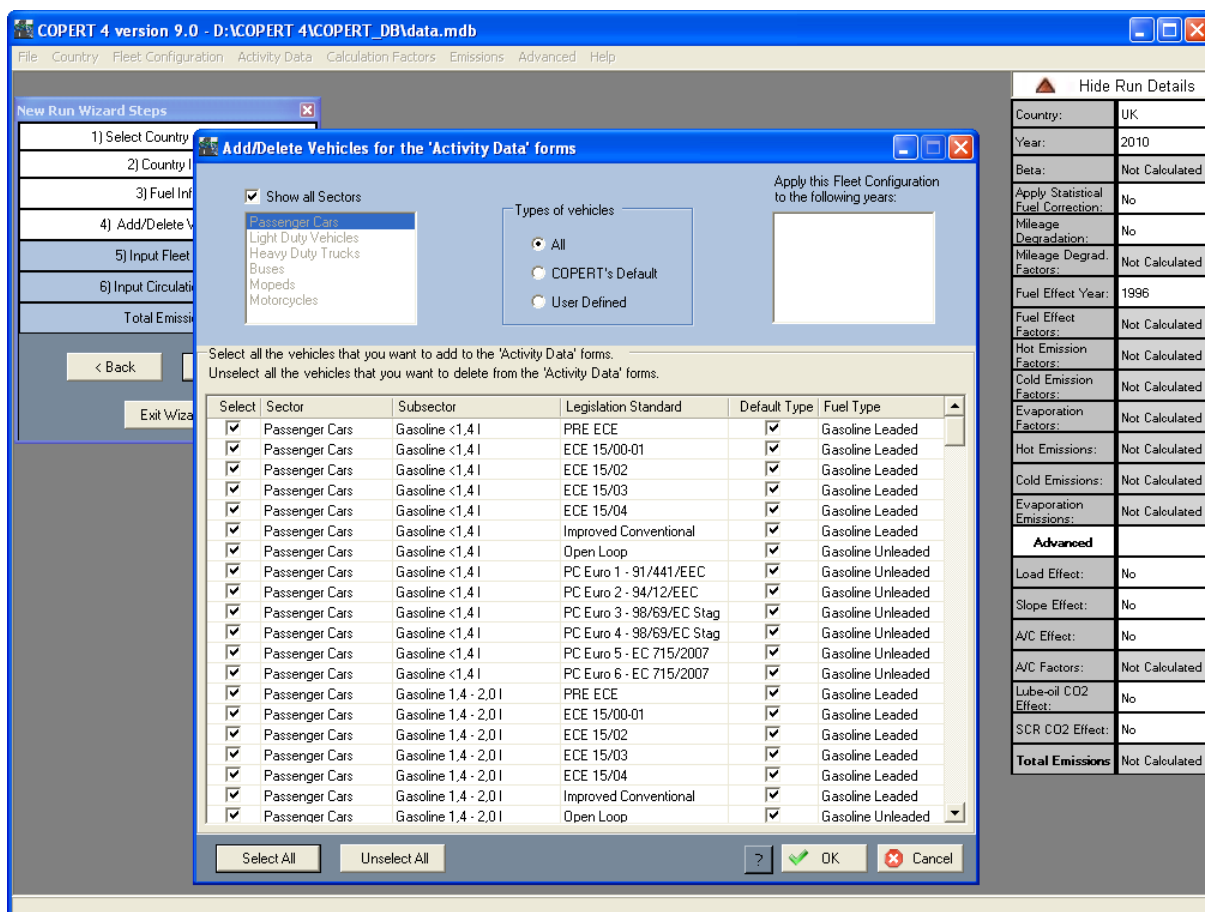 COPERT 4 version 9.0 - D:\COPERT 4\COPERT_DB\data.mdb
File Country Fleet Configuration Activity Data Calculation Factors Emissions Advanced Help
New Run Wizard Steps
1) Select Country
2) Country I
3) Fuel Inf
4) Add/Delete V
5) Input Fleet
6) Input Circulati
Total Emissi
< Back
Exit Wiza
Add/Delete Vehicles for the 'Activity Data' forms
Show all Sectors
Passenger Cars
Light Duty Vehicles
Heavy Duty Trucks
Buses
Mopeds
Motorcycles
Types of vehicles
All
COPERT's Default
User Defined
Apply this Fleet Configuration
to the following years:
Select all the vehicles that you want to add to the 'Activity Data' forms.
Unselect all the vehicles that you want to delete from the 'Activity Data' forms.
Select Sector Subsector Legislation Standard Default Type Fuel Type
Passenger Cars Gasoline <1,4 l PRE ECE Gasoline Leaded
Passenger Cars Gasoline <1,4 l ECE 15/00-01 Gasoline Leaded
Passenger Cars Gasoline <1,4 l ECE 15/02 Gasoline Leaded
Passenger Cars Gasoline <1,4 l ECE 15/03 Gasoline Leaded
Passenger Cars Gasoline <1,4 l ECE 15/04 Gasoline Leaded
Passenger Cars Gasoline <1,4 l Improved Conventional Gasoline Leaded
Passenger Cars Gasoline <1,4 l Open Loop Gasoline Unleaded
Passenger Cars Gasoline <1,4 l PC Euro 1 - 91/441/EEC Gasoline Unleaded
Passenger Cars Gasoline <1,4 l PC Euro 2 - 94/12/EEC Gasoline Unleaded
Passenger Cars Gasoline <1,4 l PC Euro 3 - 98/69/EC Stag Gasoline Unleaded
Passenger Cars Gasoline <1,4 l PC Euro 4 - 98/69/EC Stag Gasoline Unleaded
Passenger Cars Gasoline <1,4 l PC Euro 5 - EC 715/2007 Gasoline Unleaded
Passenger Cars Gasoline <1,4 l PC Euro 6 - EC 715/2007 Gasoline Unleaded
Passenger Cars Gasoline 1,4 - 2,0 l PRE ECE Gasoline Leaded
Passenger Cars Gasoline 1,4 - 2,0 l ECE 15/00-01 Gasoline Leaded
Passenger Cars Gasoline 1,4 - 2,0 l ECE 15/02 Gasoline Leaded
Passenger Cars Gasoline 1,4 - 2,0 l ECE 15/03 Gasoline Leaded
Passenger Cars Gasoline 1,4 - 2,0 l ECE 15/04 Gasoline Leaded
Passenger Cars Gasoline 1,4 - 2,0 l Improved Conventional Gasoline Leaded
Passenger Cars Gasoline 1,4 - 2,0 l Open Loop Gasoline Unleaded
Select All Unselect All ? OK Cancel
Hide Run Details
Country: UK
Year: 2010
Beta: Not Calculated
Apply Statistical
Fuel Correction: No
Mileage
Degradation: No
Mileage Degrad.
Factors: Not Calculated
Fuel Effect Year: 1996
Fuel Effect
Factors: Not Calculated
Hot Emission
Factors: Not Calculated
Cold Emission
Factors: Not Calculated
Evaporation
Factors: Not Calculated
Hot Emissions: Not Calculated
Cold Emissions: Not Calculated
Evaporation
Emissions: Not Calculated
Advanced
Load Effect: No
Slope Effect: No
A/C Effect: No
A/C Factors: Not Calculated
Lube-oil CO2
Effect: No
SCR CO2 Effect: No
Total Emissions Not Calculated